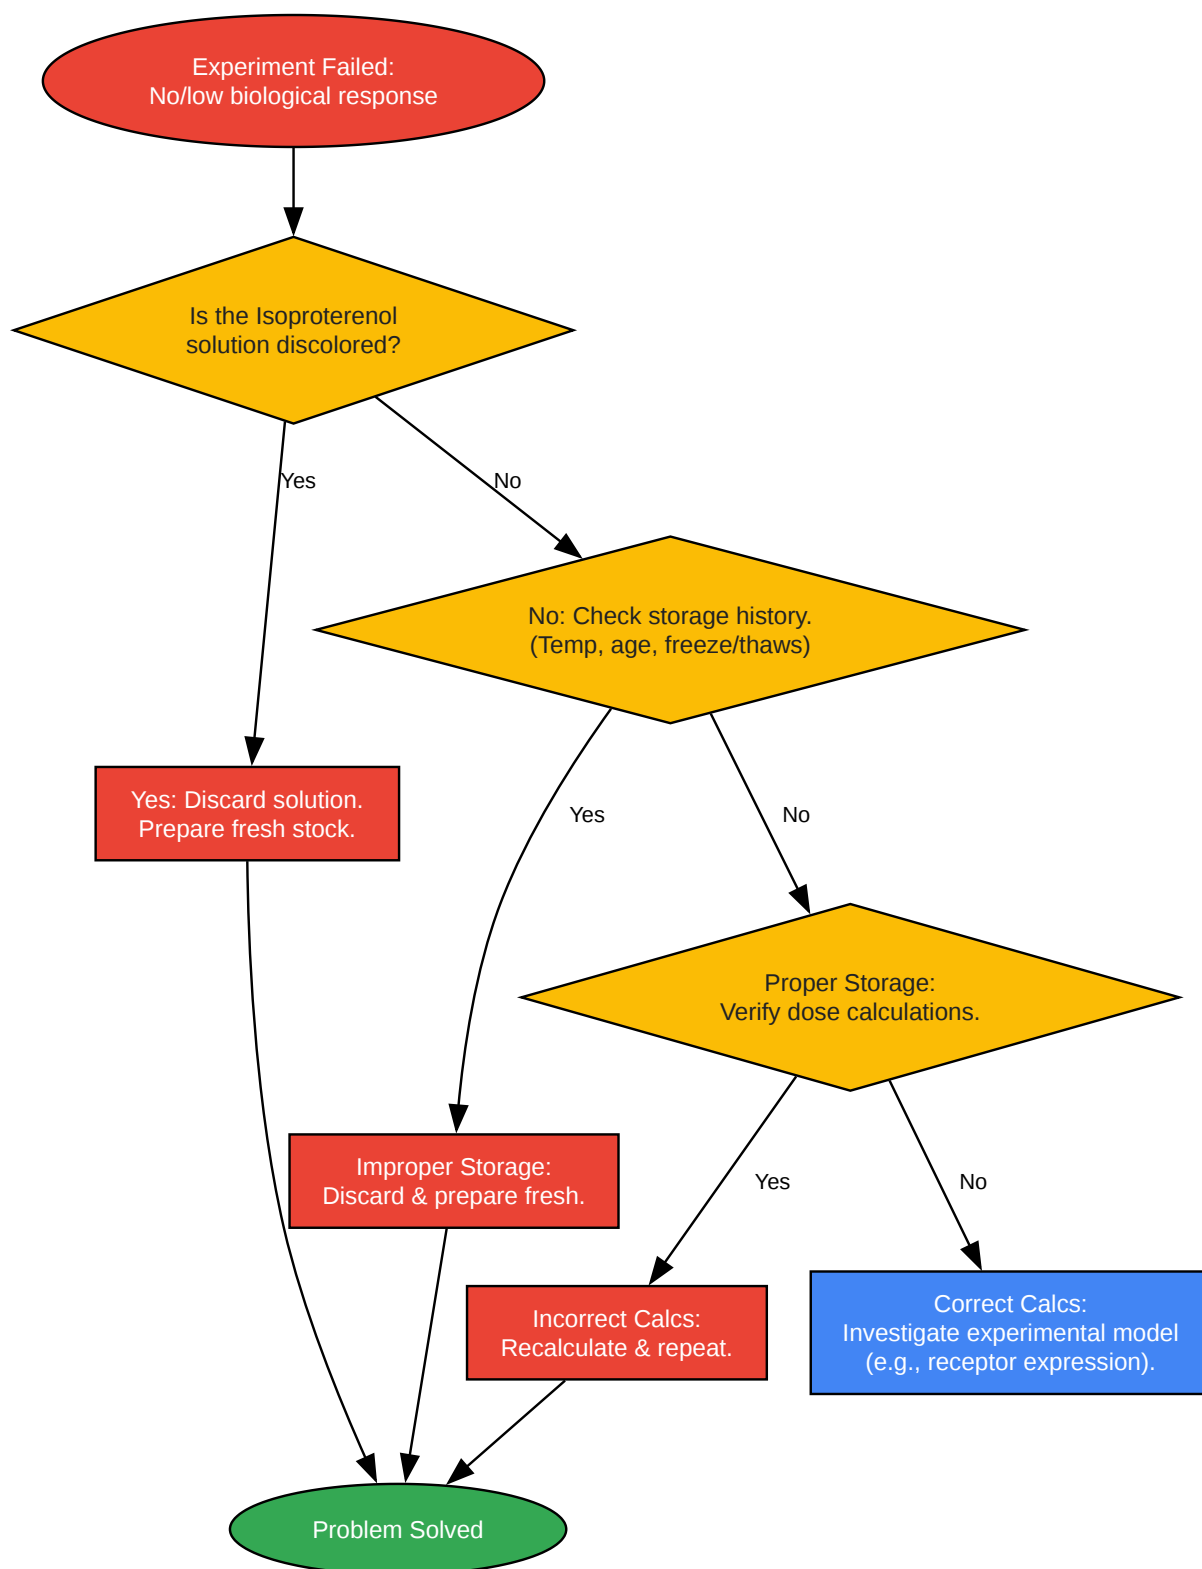 Experiment Failed:
No/low biological response
Is the Isoproterenol
solution discolored?
Yes
No
No: Check storage history.
(Temp, age, freeze/thaws)
Yes: Discard solution.
Prepare fresh stock.
Yes
No
Proper Storage:
Verify dose calculations.
Improper Storage:
Discard & prepare fresh.
Yes
No
Incorrect Calcs:
Recalculate & repeat.
Correct Calcs:
Investigate experimental model
(e.g., receptor expression).
Problem Solved